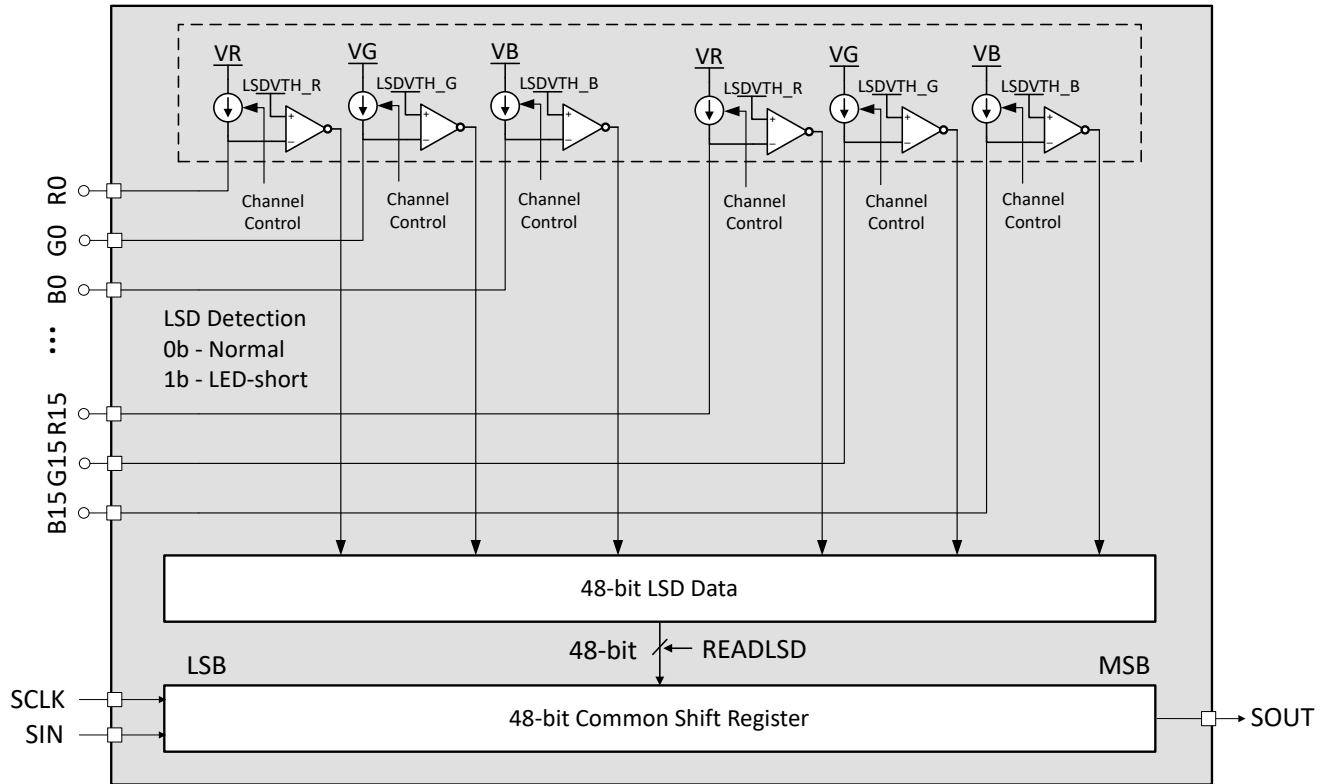 VR
VG
VB
VR
VG
VB
LSDVTH_R
LSDVTH_G
LSDVTH_B
LSDVTH_R
LSDVTH_G
LSDVTH_B
+
−
+
−
+
−
+
−
+
−
+
−
Channel
Control
Channel
Control
Channel
Control
Channel
Control
Channel
Control
Channel
Control
R0
G0
B0
...
R15
G15
B15
LSD Detection
0b - Normal
1b - LED-short
48-bit LSD Data
48-bit
READLSD
LSB
MSB
SCLK
SIN
48-bit Common Shift Register
SOUT